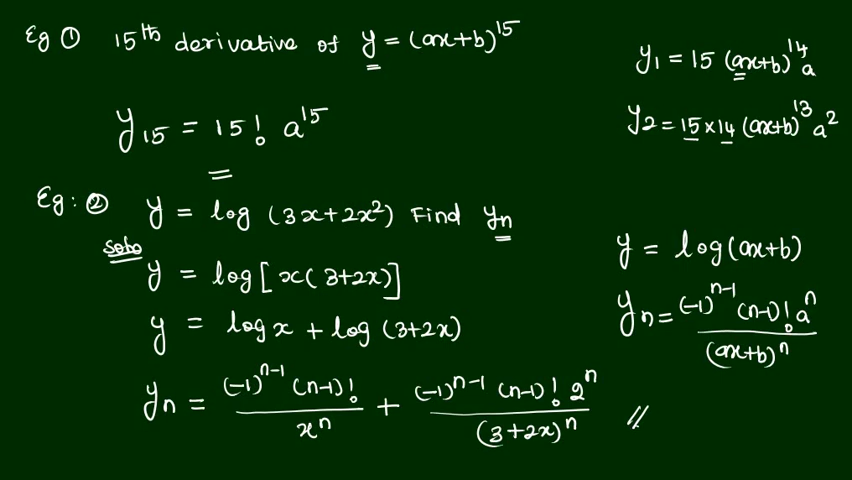 Eg ① 15th derivative of y = (ax+b)^15
y₁ = 15 (ax+b)^14 a
y₂ = 15×14 (ax+b)^13 a^2
y₁₅ = 15! a^15
Eg: ② y = log (3x+2x²) Find yn
Soln
y = log[x(3+2x)]
y = log x + log (3+2x)
yn = (-1)^n-1 (n-1)! / x^n + (-1)^n-1 (n-1)! 2^n / (3+2x)^n //
y = log(ax+b)
yn = (-1)^n-1 (n-1)! a^n / (ax+b)^n